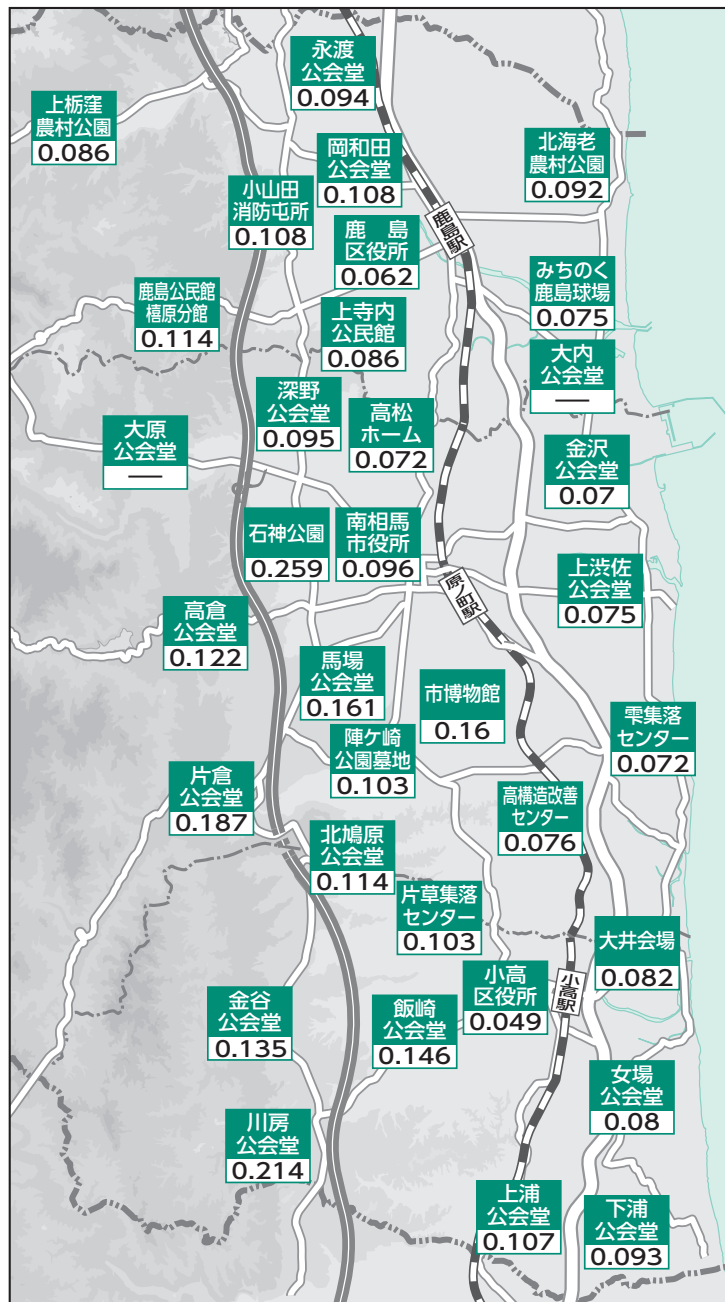 永渡
公会堂
0.094
上栃窪
農村公園
0.086
岡和田
公会堂
0.108
北海老
農村公園
0.092
小山田
消防屯所
0.108
鹿島駅
鹿　島
区役所
0.062
みちのく
鹿島球場
0.075
鹿島公民館
橲原分館
0.114
上寺内
公民館
0.086
大内
公会堂
―
深野
公会堂
0.095
高松
ホーム
0.072
大原
公会堂
―
金沢
公会堂
0.07
石神公園
0.259
南相馬
市役所
0.096
原ノ町駅
上渋佐
公会堂
0.075
高倉
公会堂
0.122
馬場
公会堂
0.161
市博物館
0.16
雫集落
センター
0.072
陣ケ崎
公園墓地
0.103
片倉
公会堂
0.187
高構造改善
センター
0.076
北鳩原
公会堂
0.114
片草集落
センター
0.103
大井会場
0.082
小高
区役所
0.049
小高駅
金谷
公会堂
0.135
飯崎
公会堂
0.146
女場
公会堂
0.08
川房
公会堂
0.214
上浦
公会堂
0.107
下浦
公会堂
0.093